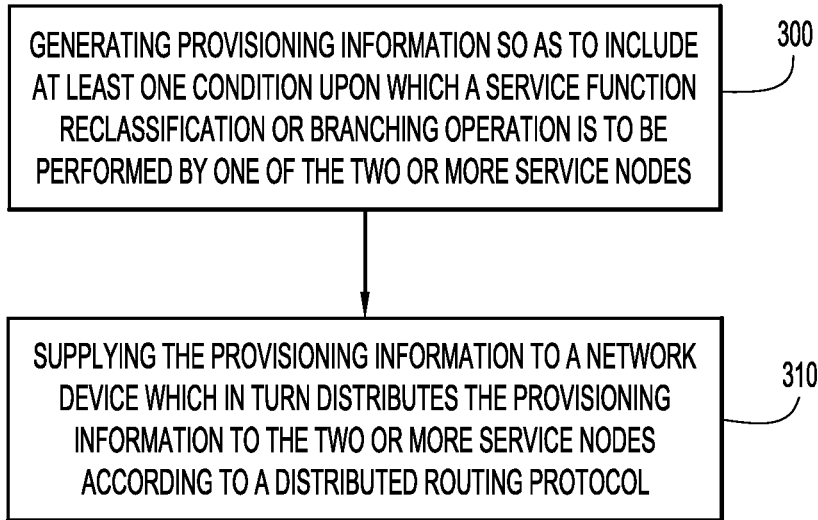 GENERATING PROVISIONING INFORMATION SO AS TO INCLUDE
AT LEAST ONE CONDITION UPON WHICH A SERVICE FUNCTION
RECLASSIFICATION OR BRANCHING OPERATION IS TO BE
PERFORMED BY ONE OF THE TWO OR MORE SERVICE NODES
300
SUPPLYING THE PROVISIONING INFORMATION TO A NETWORK
DEVICE WHICH IN TURN DISTRIBUTES THE PROVISIONING
INFORMATION TO THE TWO OR MORE SERVICE NODES
ACCORDING TO A DISTRIBUTED ROUTING PROTOCOL
310